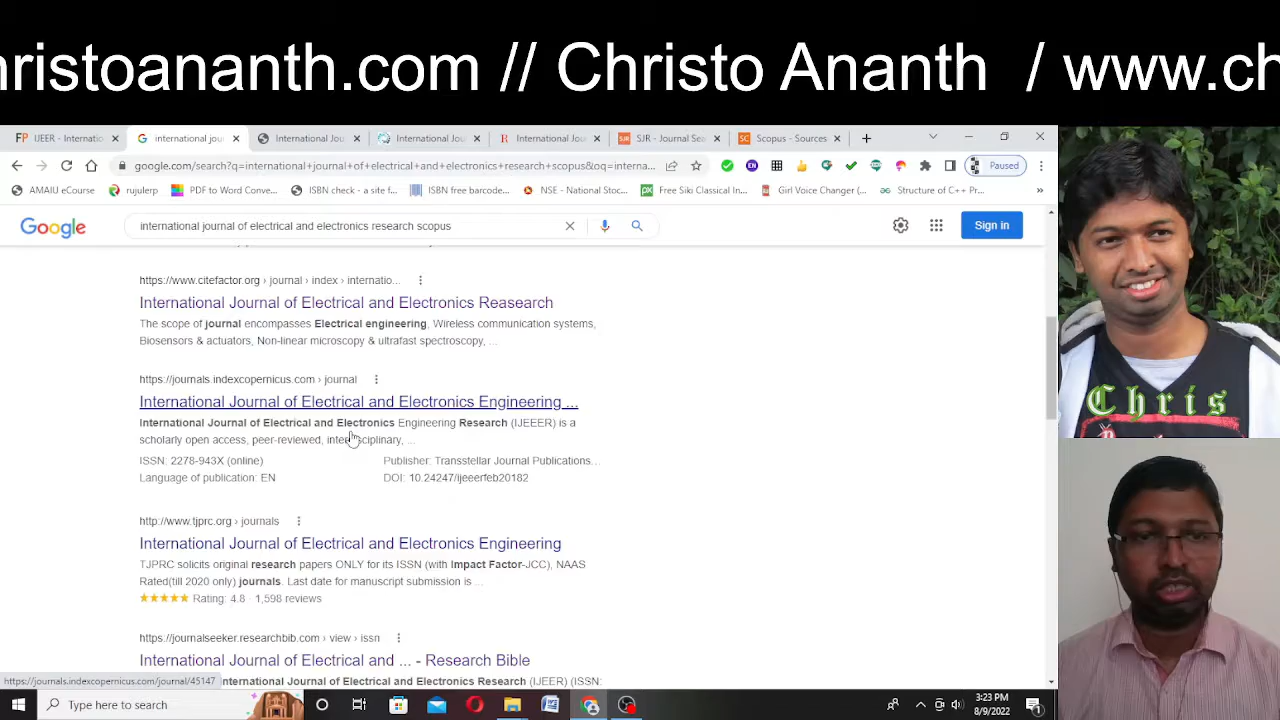 hristoananth.com // Christo Ananth / www.ch
IJEER - Internatio
international jou
International Jou
International Jou
International Jou
SJR - Journal Sea
Scopus - Sources
google.com/search?q=international+journal+of+electrical+and+electronics+research+scopus&oq=interna...
Paused
AMAIU eCourse
rujulerp
PDF to Word Conve...
ISBN check - a site f...
ISBN free barcode...
NSE - National Stoc...
Free Siki Classical In...
Girl Voice Changer (...
Structure of C++ Pr...
»
Google
international journal of electrical and electronics research scopus
Sign in
https://www.citefactor.org › journal › index › internatio...
International Journal of Electrical and Electronics Reasearch
The scope of journal encompasses Electrical engineering, Wireless communication systems,
Biosensors & actuators, Non-linear microscopy & ultrafast spectroscopy, ...
https://journals.indexcopernicus.com › journal
International Journal of Electrical and Electronics Engineering ...
International Journal of Electrical and Electronics Engineering Research (IJEEER) is a
scholarly open access, peer-reviewed, interdisciplinary, ...
ISSN: 2278-943X (online) Publisher: Transstellar Journal Publications...
Language of publication: EN DOI: 10.24247/ijeeerfeb20182
http://www.tjprc.org › journals
International Journal of Electrical and Electronics Engineering
TJPRC solicits original research papers ONLY for its ISSN (with Impact Factor-JCC), NAAS
Rated(till 2020 only) journals. Last date for manuscript submission is ...
Rating: 4.8 · 1,598 reviews
https://journalseeker.researchbib.com › view › issn
International Journal of Electrical and ... - Research Bible
International Journal of Electrical and Electronics Research (IJEER) (ISSN:
https://journals.indexcopernicus.com/journal/45147
Type here to search
3:23 PM
8/9/2022
Chris